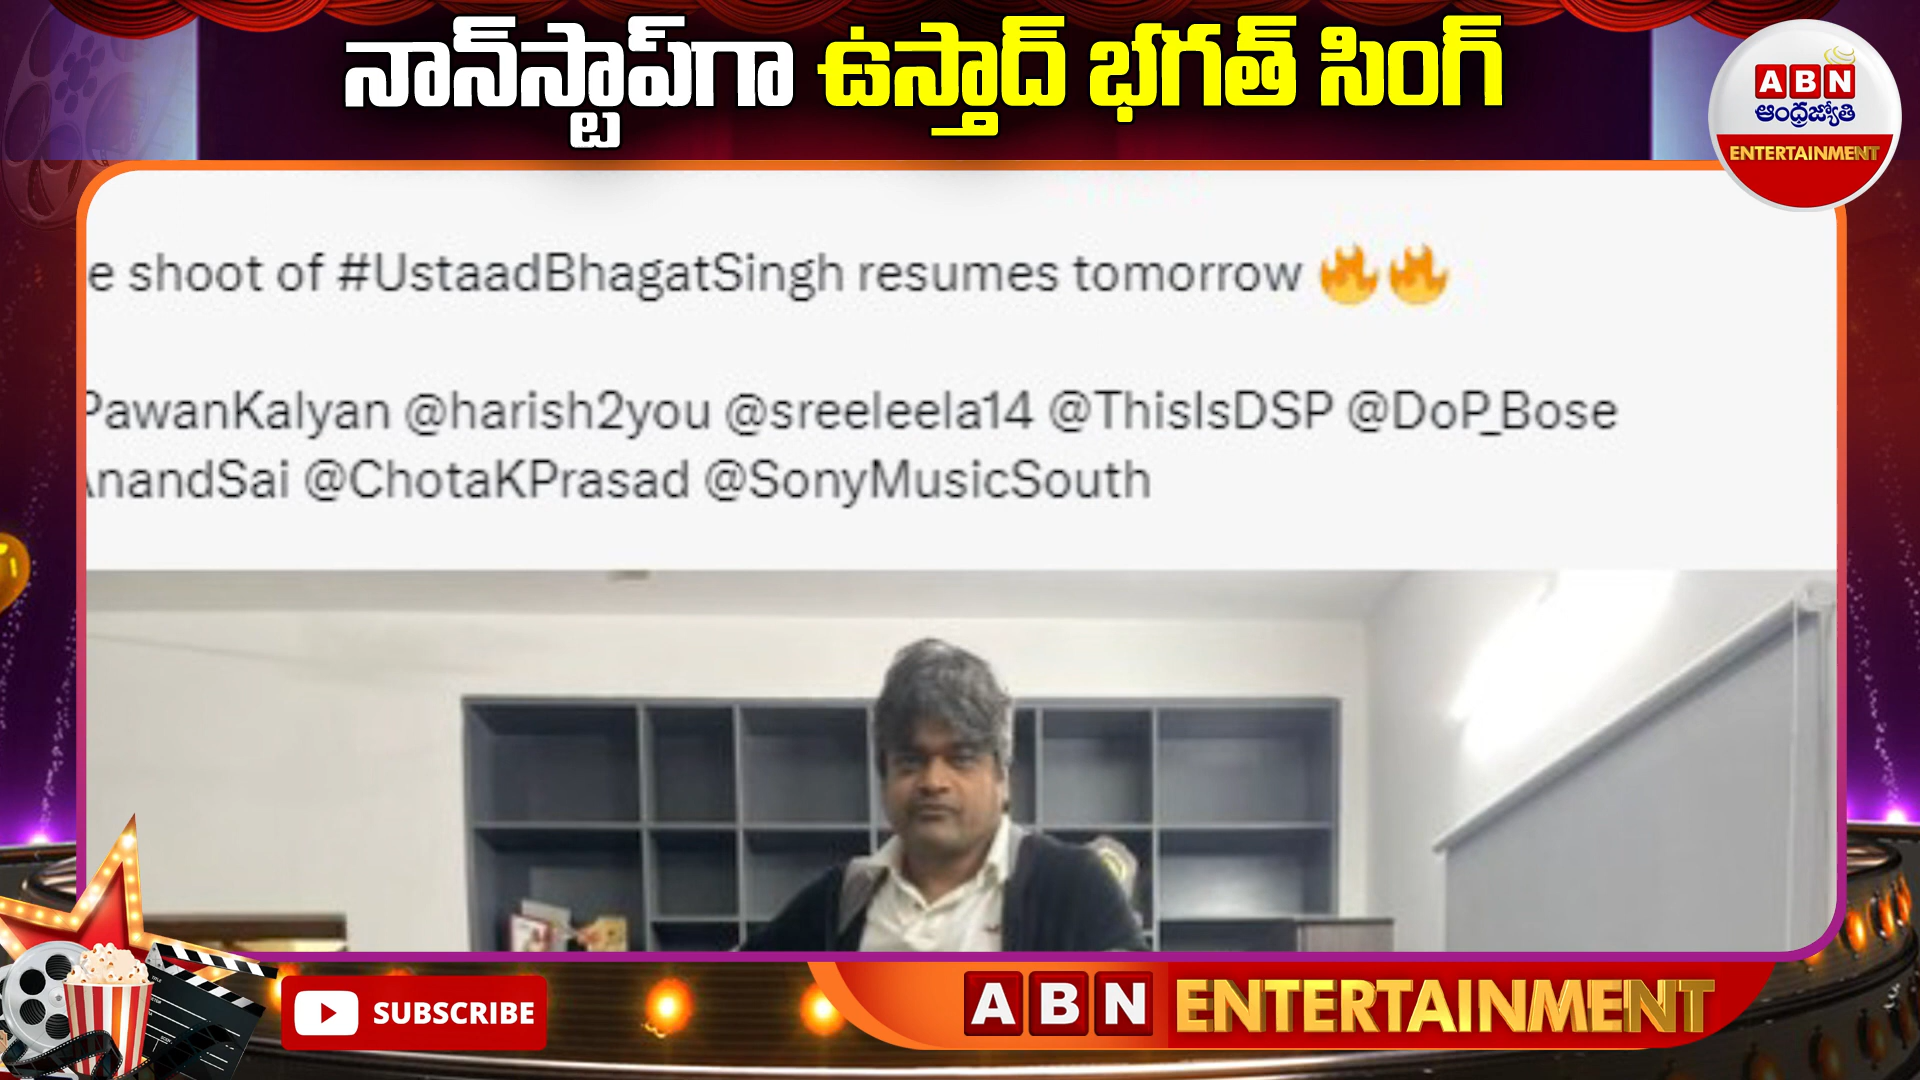 నాన్‌స్టాప్‌గా ఉస్తాద్ భగత్ సింగ్
ABN
ఆంధ్రజ్యోతి
ENTERTAINMENT
e shoot of #UstaadBhagatSingh resumes tomorrow 🔥🔥
PawanKalyan @harish2you @sreeleela14 @ThisIsDSP @DoP_Bose
AnandSai @ChotaKPrasad @SonyMusicSouth
SUBSCRIBE
ABN ENTERTAINMENT